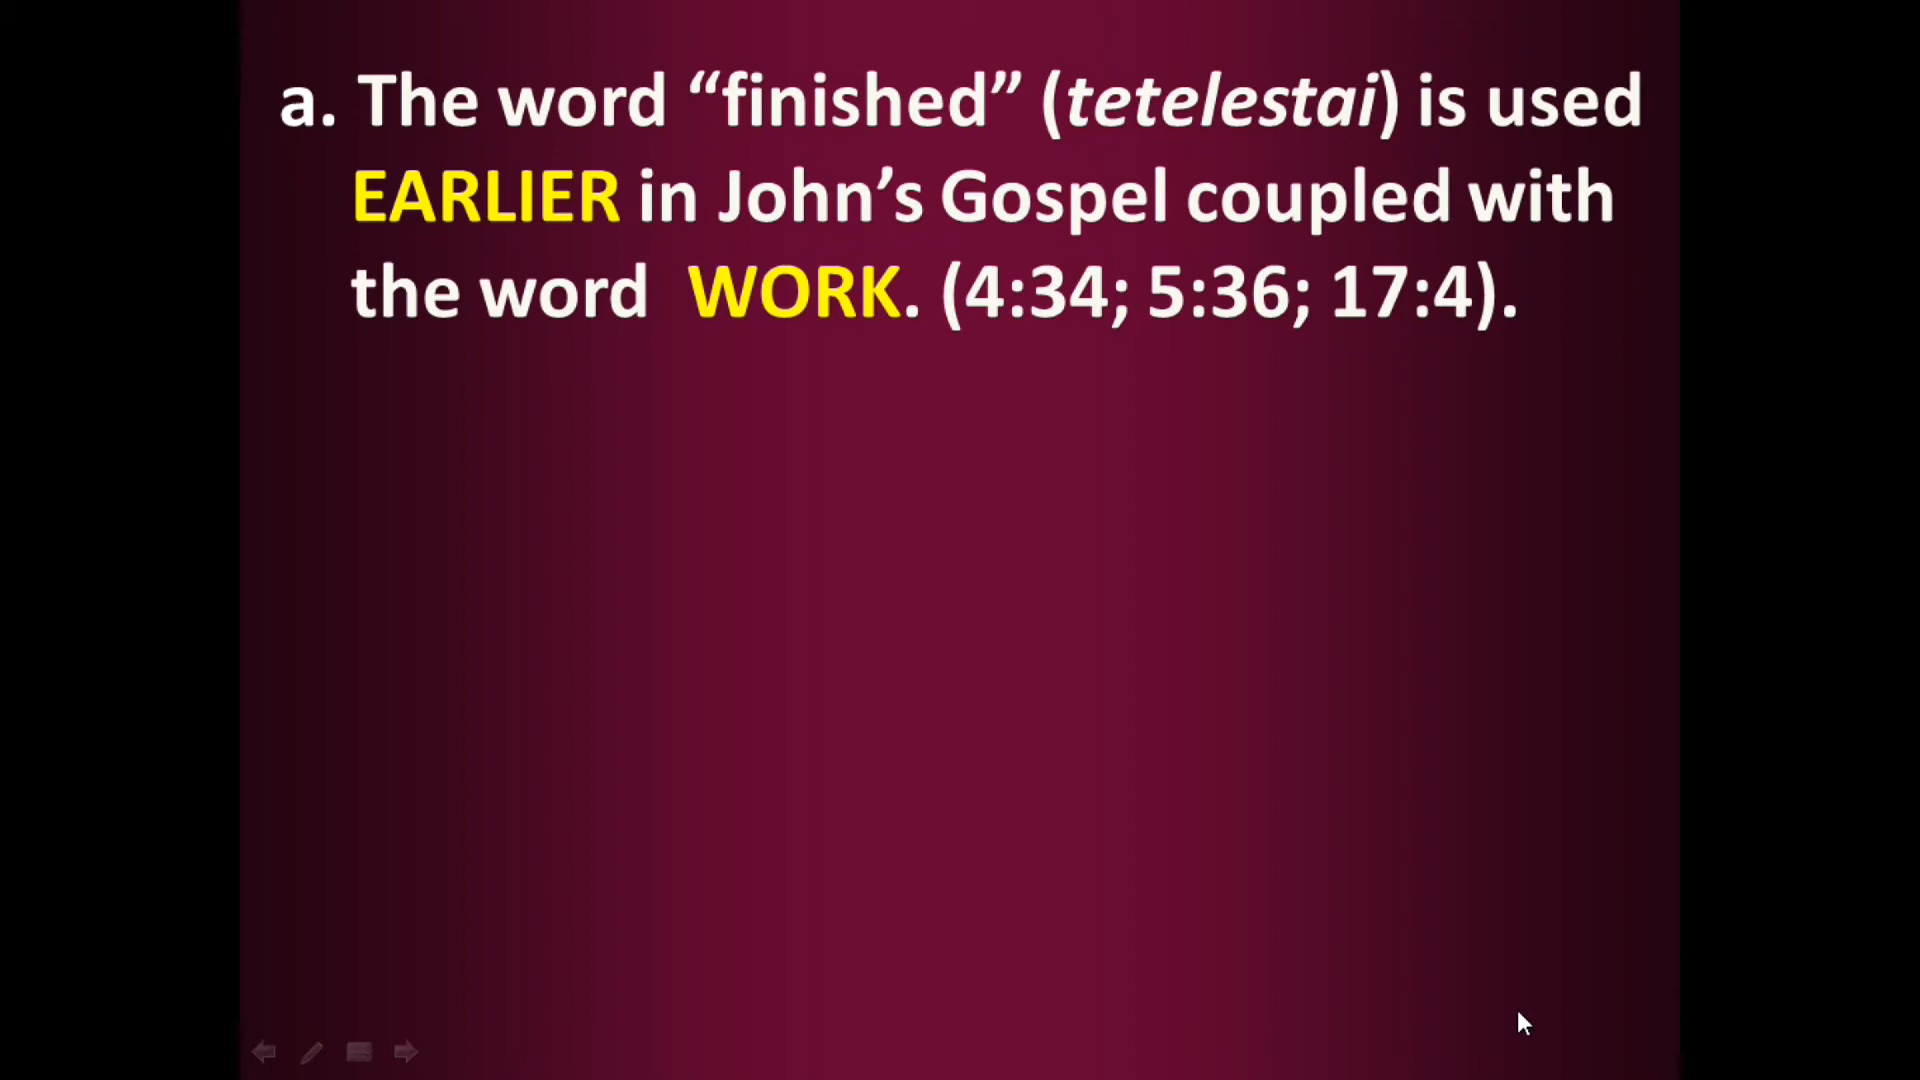 a. The word “finished” (tetelestai) is used
EARLIER in John’s Gospel coupled with
the word  WORK. (4:34; 5:36; 17:4).